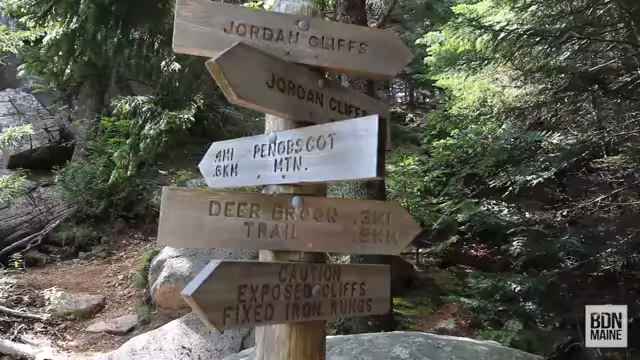 JORDAN CLIFFS
JORDAN CLIFFS
.4MI PENOBSCOT
.6KM MTN.
DEER BROOK .3MI
TRAIL .5KM
CAUTION
EXPOSED CLIFFS
FIXED IRON RUNGS
BDN
MAINE